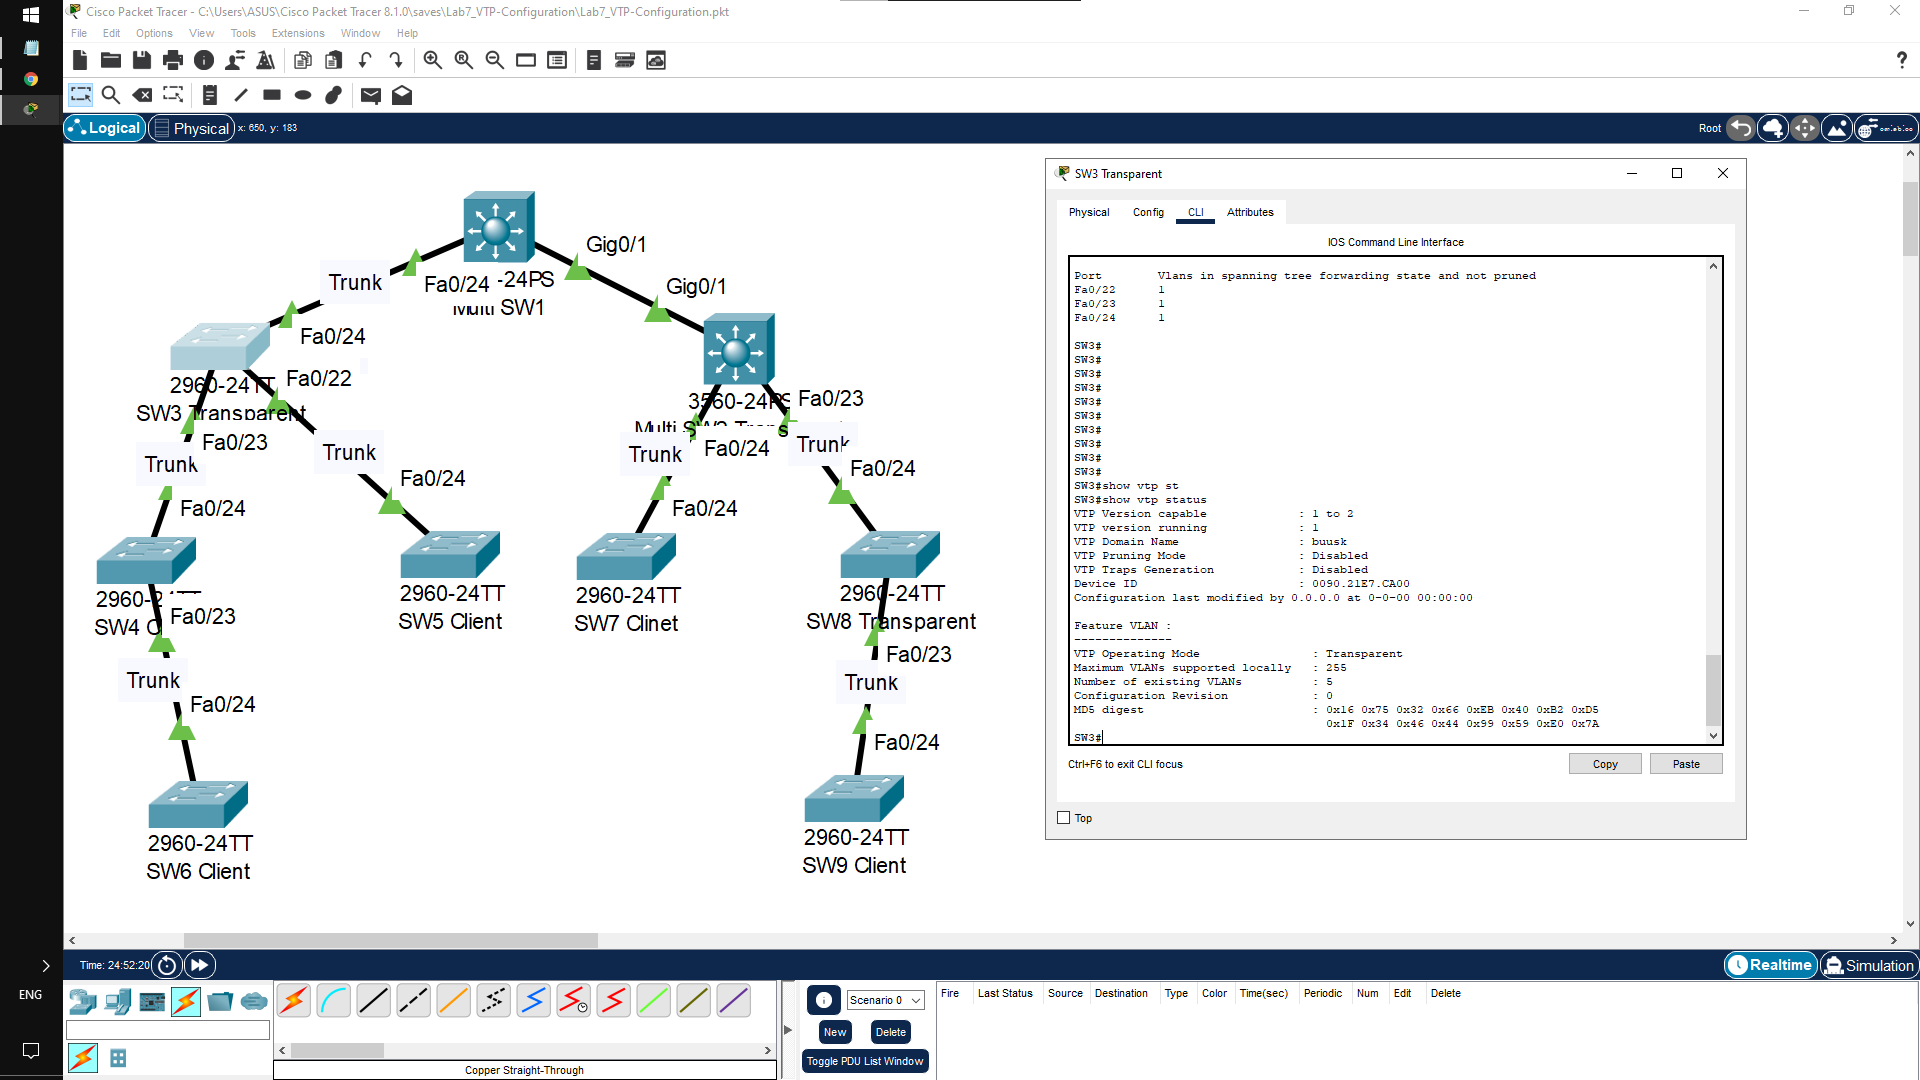 Cisco Packet Tracer - C:\Users\ASUS\Cisco Packet Tracer 8.1.0\saves\Lab7_VTP-Configuration\Lab7_VTP-Configuration.pkt
File Edit Options View Tools Extensions Window Help
Logical Physical x: 650, y: 183
Root
Gig0/1
Trunk
Fa0/24 -24PS
SW1
Gig0/1
Fa0/24
Fa0/22
2960-24TT
SW3 Transparent
3560-24PS
Fa0/23
Fa0/23
Trunk
Trunk
Trunk
Fa0/24
Trunk
Fa0/24
Fa0/24
Fa0/24
Fa0/24
2960-24TT
SW5 Client
2960-24TT
SW7 Clinet
2960-24TT
SW8 Transparent
SW4
Fa0/23
Fa0/23
Trunk
Trunk
Fa0/24
Fa0/24
2960-24TT
SW6 Client
2960-24TT
SW9 Client
SW3 Transparent
Physical Config CLI Attributes
IOS Command Line Interface
Port Vlans in spanning tree forwarding state and not pruned
Fa0/22 1
Fa0/23 1
Fa0/24 1
SW3#
SW3#
SW3#
SW3#
SW3#
SW3#
SW3#
SW3#
SW3#
SW3#
SW3#show vtp st
SW3#show vtp status
VTP Version capable : 1 to 2
VTP version running : 1
VTP Domain Name : buusk
VTP Pruning Mode : Disabled
VTP Traps Generation : Disabled
Device ID : 0090.21E7.CA00
Configuration last modified by 0.0.0.0 at 0-0-00 00:00:00
Feature VLAN :
--------------
VTP Operating Mode : Transparent
Maximum VLANs supported locally : 255
Number of existing VLANs : 5
Configuration Revision : 0
MD5 digest : 0x16 0x75 0x32 0x66 0xEB 0x40 0xB2 0xD5
0x1F 0x34 0x46 0x44 0x99 0x59 0xE0 0x7A
SW3#
Ctrl+F6 to exit CLI focus
Copy Paste
Top
Time: 24:52:20
Realtime Simulation
ENG
Scenario 0
New Delete
Toggle PDU List Window
Fire Last Status Source Destination Type Color Time(sec) Periodic Num Edit Delete
Copper Straight-Through